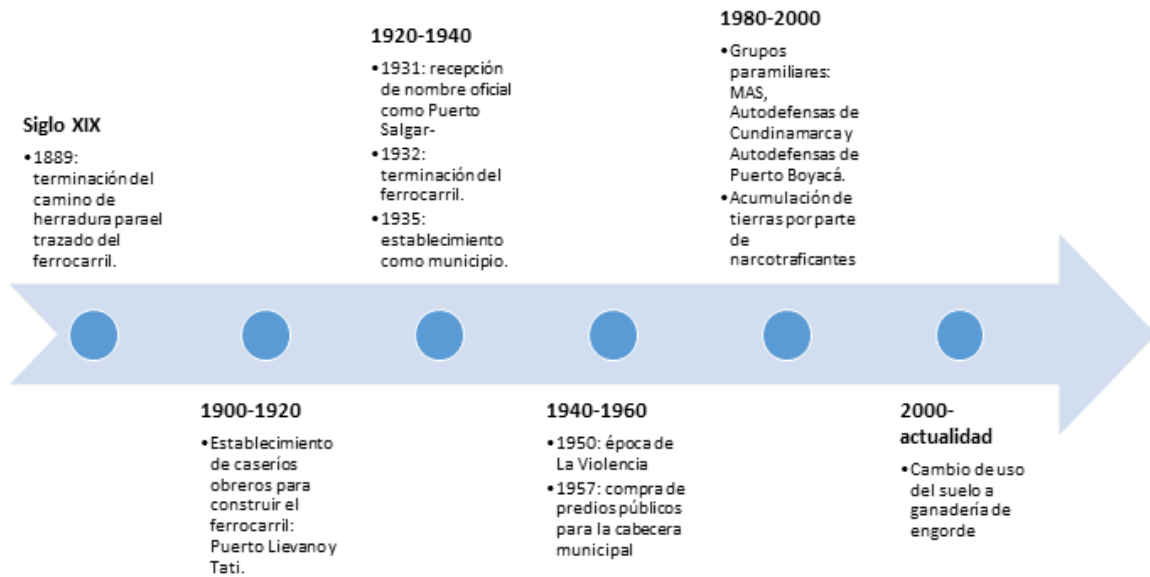 Siglo XIX
•1889:
terminación del
camino de
herradura parael
trazado del
ferrocarril.
1900-1920
•Establecimiento
de caseríos
obreros para
construir el
ferrocarril:
Puerto Lievano y
Tati.
1920-1940
•1931: recepción
de nombre oficial
como Puerto
Salgar-
•1932:
terminación del
ferrocarril.
•1935:
establecimiento
como municipio.
1940-1960
•1950: época de
La Violencia
•1957: compra de
predios públicos
para la cabecera
municipal
1980-2000
•Grupos
paramiliares:
MAS,
Autodefensas de
Cundinamarca y
Autodefensas de
Puerto Boyacá.
•Acumulación de
tierras por parte
de
narcotraficantes
2000-
actualidad
•Cambio de uso
del suelo a
ganadería de
engorde